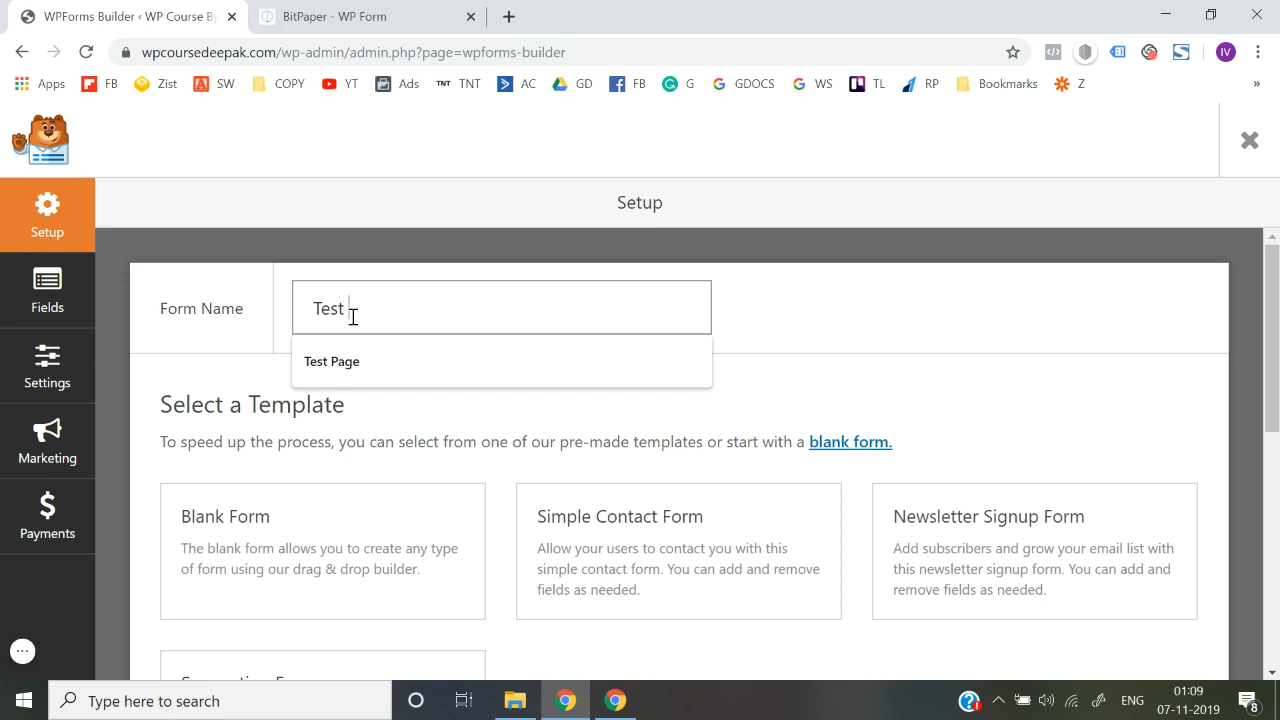 WPForms Builder ‹ WP Course By
BitPaper - WP Form
wpcoursedeepak.com/wp-admin/admin.php?page=wpforms-builder
IV
Apps FB Zist SW COPY YT Ads TNT TNT AC GD FB G GDOCS WS TL RP Bookmarks Z »
Setup
Setup
Fields
Settings
Marketing
Payments
Form Name
Test
Test Page
Select a Template
To speed up the process, you can select from one of our pre-made templates or start with a blank form.
Blank Form
The blank form allows you to create any type
of form using our drag & drop builder.
Simple Contact Form
Allow your users to contact you with this
simple contact form. You can add and remove
fields as needed.
Newsletter Signup Form
Add subscribers and grow your email list with
this newsletter signup form. You can add and
remove fields as needed.
Type here to search
ENG
01:09
07-11-2019
8